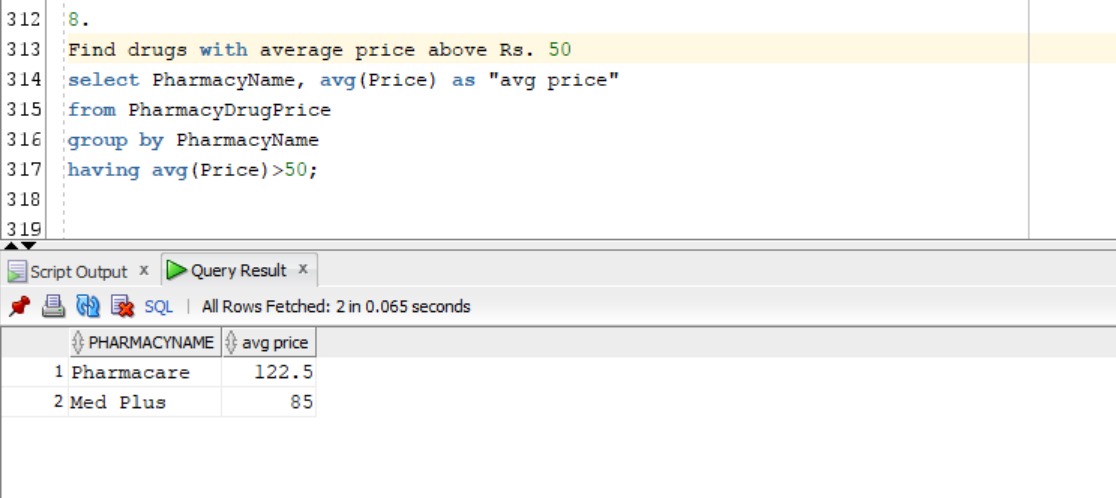 312 8.
313 Find drugs with average price above Rs. 50
314 select PharmacyName, avg(Price) as "avg price"
315 from PharmacyDrugPrice
316 group by PharmacyName
317 having avg(Price)>50;
318
319
Script Output x Query Result x
SQL | All Rows Fetched: 2 in 0.065 seconds
PHARMACYNAME avg price
1 Pharmacare 122.5
2 Med Plus 85